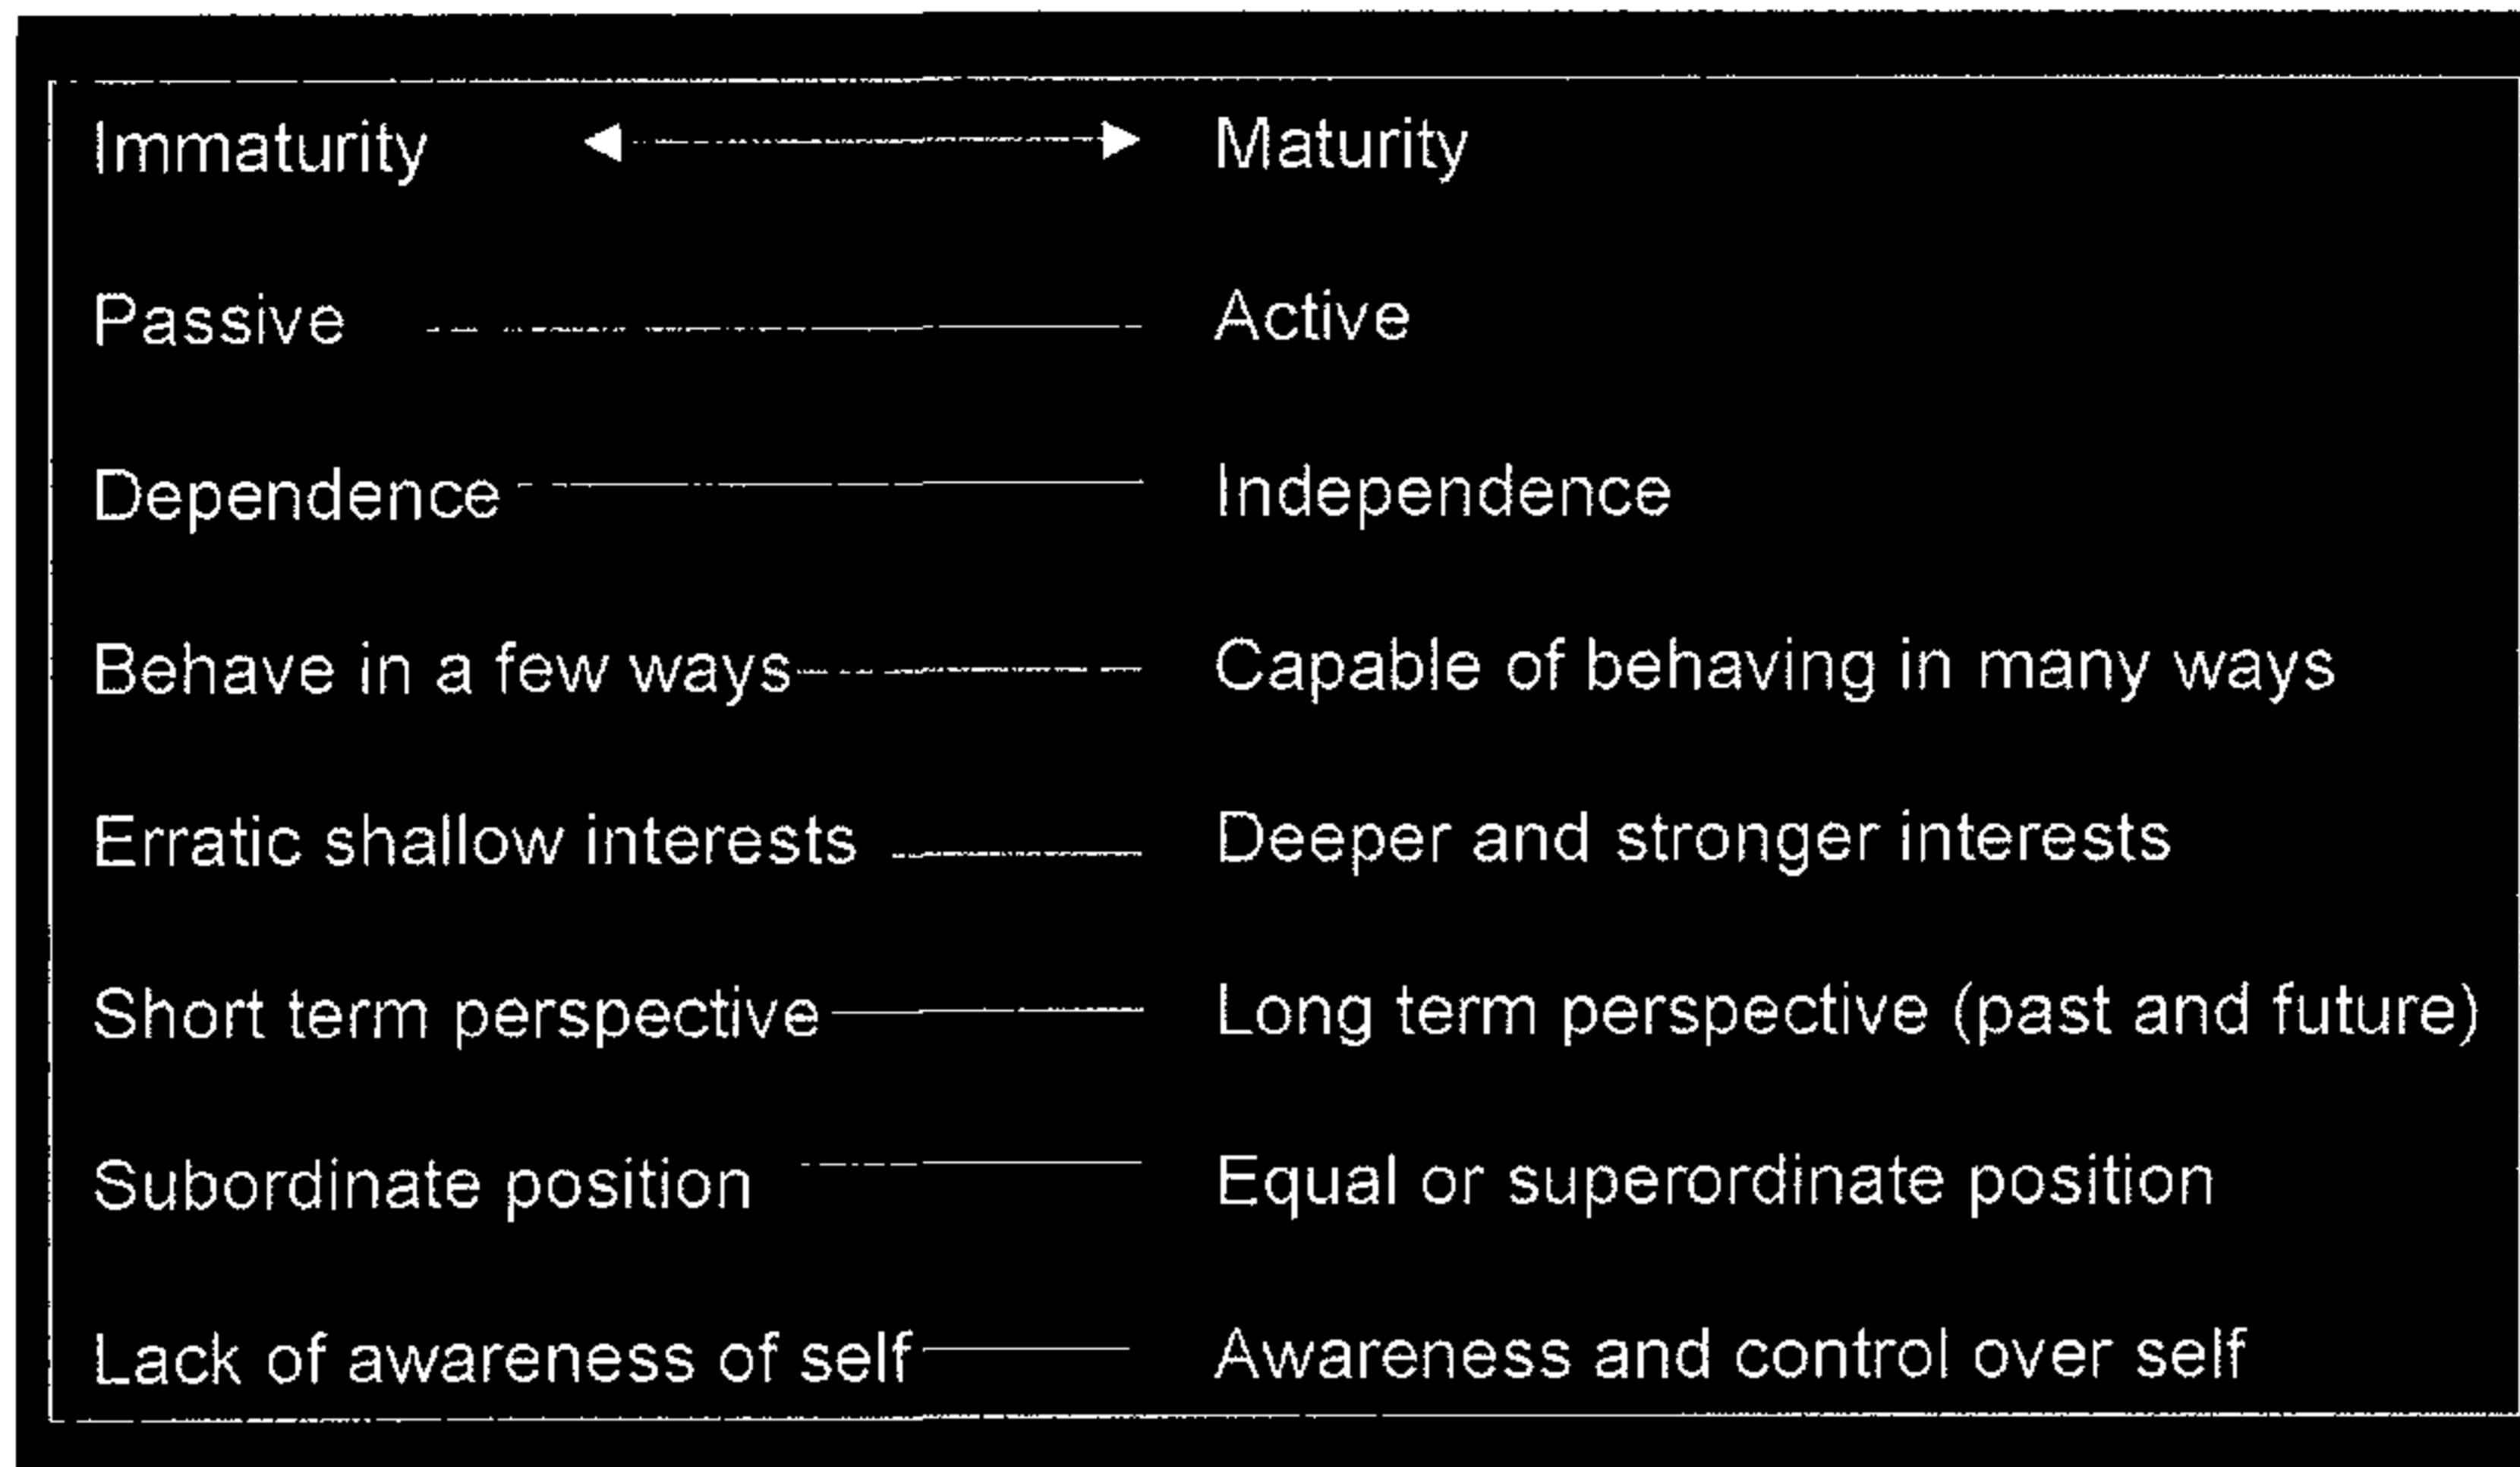 Immaturity Maturity
Passive Active
Dependence Independence
Behave in a few ways Capable of behaving in many ways
Erratic shallow interests Deeper and stronger interests
Short term perspective Long term perspective (past and future)
Subordinate position Equal or superordinate position
Lack of awareness of self Awareness and control over self